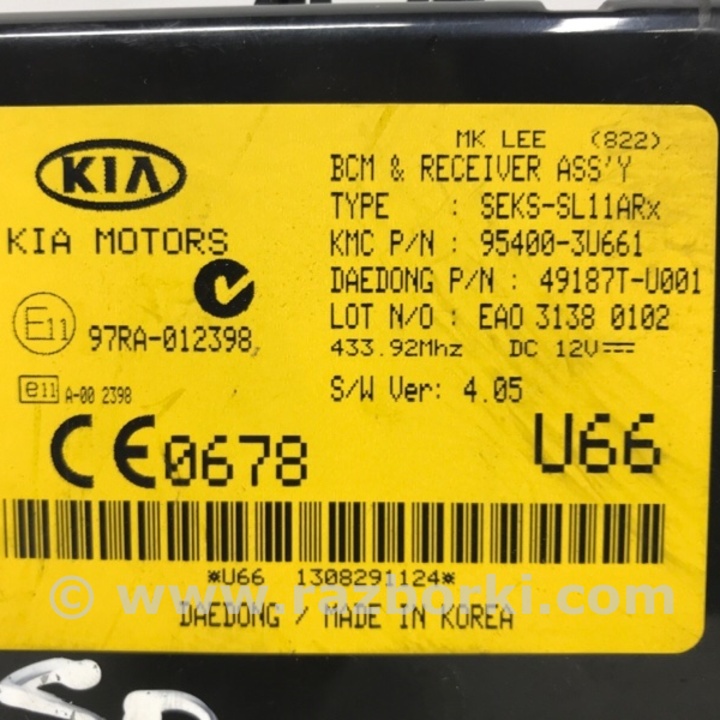 MK LEE (822)
KIA
BCM & RECEIVER ASS'Y
TYPE : SEKS-SL11ARx
KIA MOTORS
KMC P/N : 95400-3U661
DAEDONG P/N : 49187T-U001
E11 97RA-012398
LOT N/O : EAO 3138 0102
433.92Mhz DC 12V
e11 A-00 2398
S/W Ver: 4.05
CE0678
U66
*U66 1308291124*
© www.razborki.com
DAEDONG / MADE IN KOREA